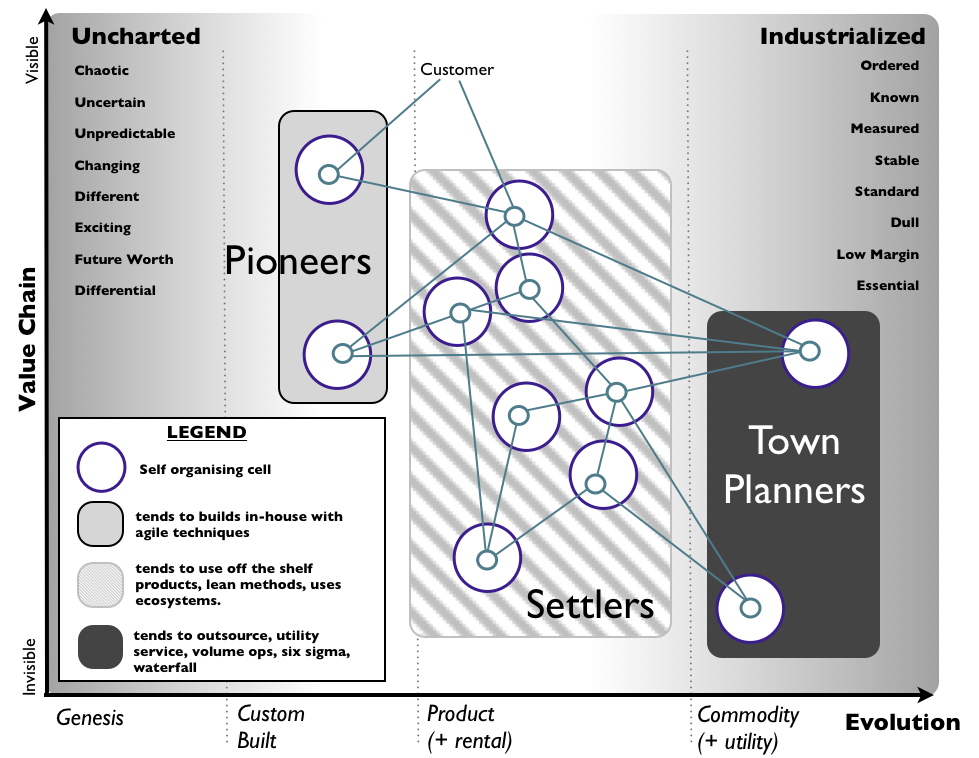 Uncharted
Chaotic
Uncertain
Unpredictable
Changing
Different
Exciting
Future Worth
Differential
Customer
Industrialized
Ordered
Known
Measured
Stable
Standard
Dull
Low Margin
Essential
Visible
Value Chain
Invisible
Pioneers
Settlers
Town
Planners
LEGEND
Self organising cell
tends to builds in-house with
agile techniques
tends to use off the shelf
products, lean methods, uses
ecosystems.
tends to outsource, utility
service, volume ops, six sigma,
waterfall
Genesis
Custom
Built
Product
(+ rental)
Commodity
(+ utility)
Evolution